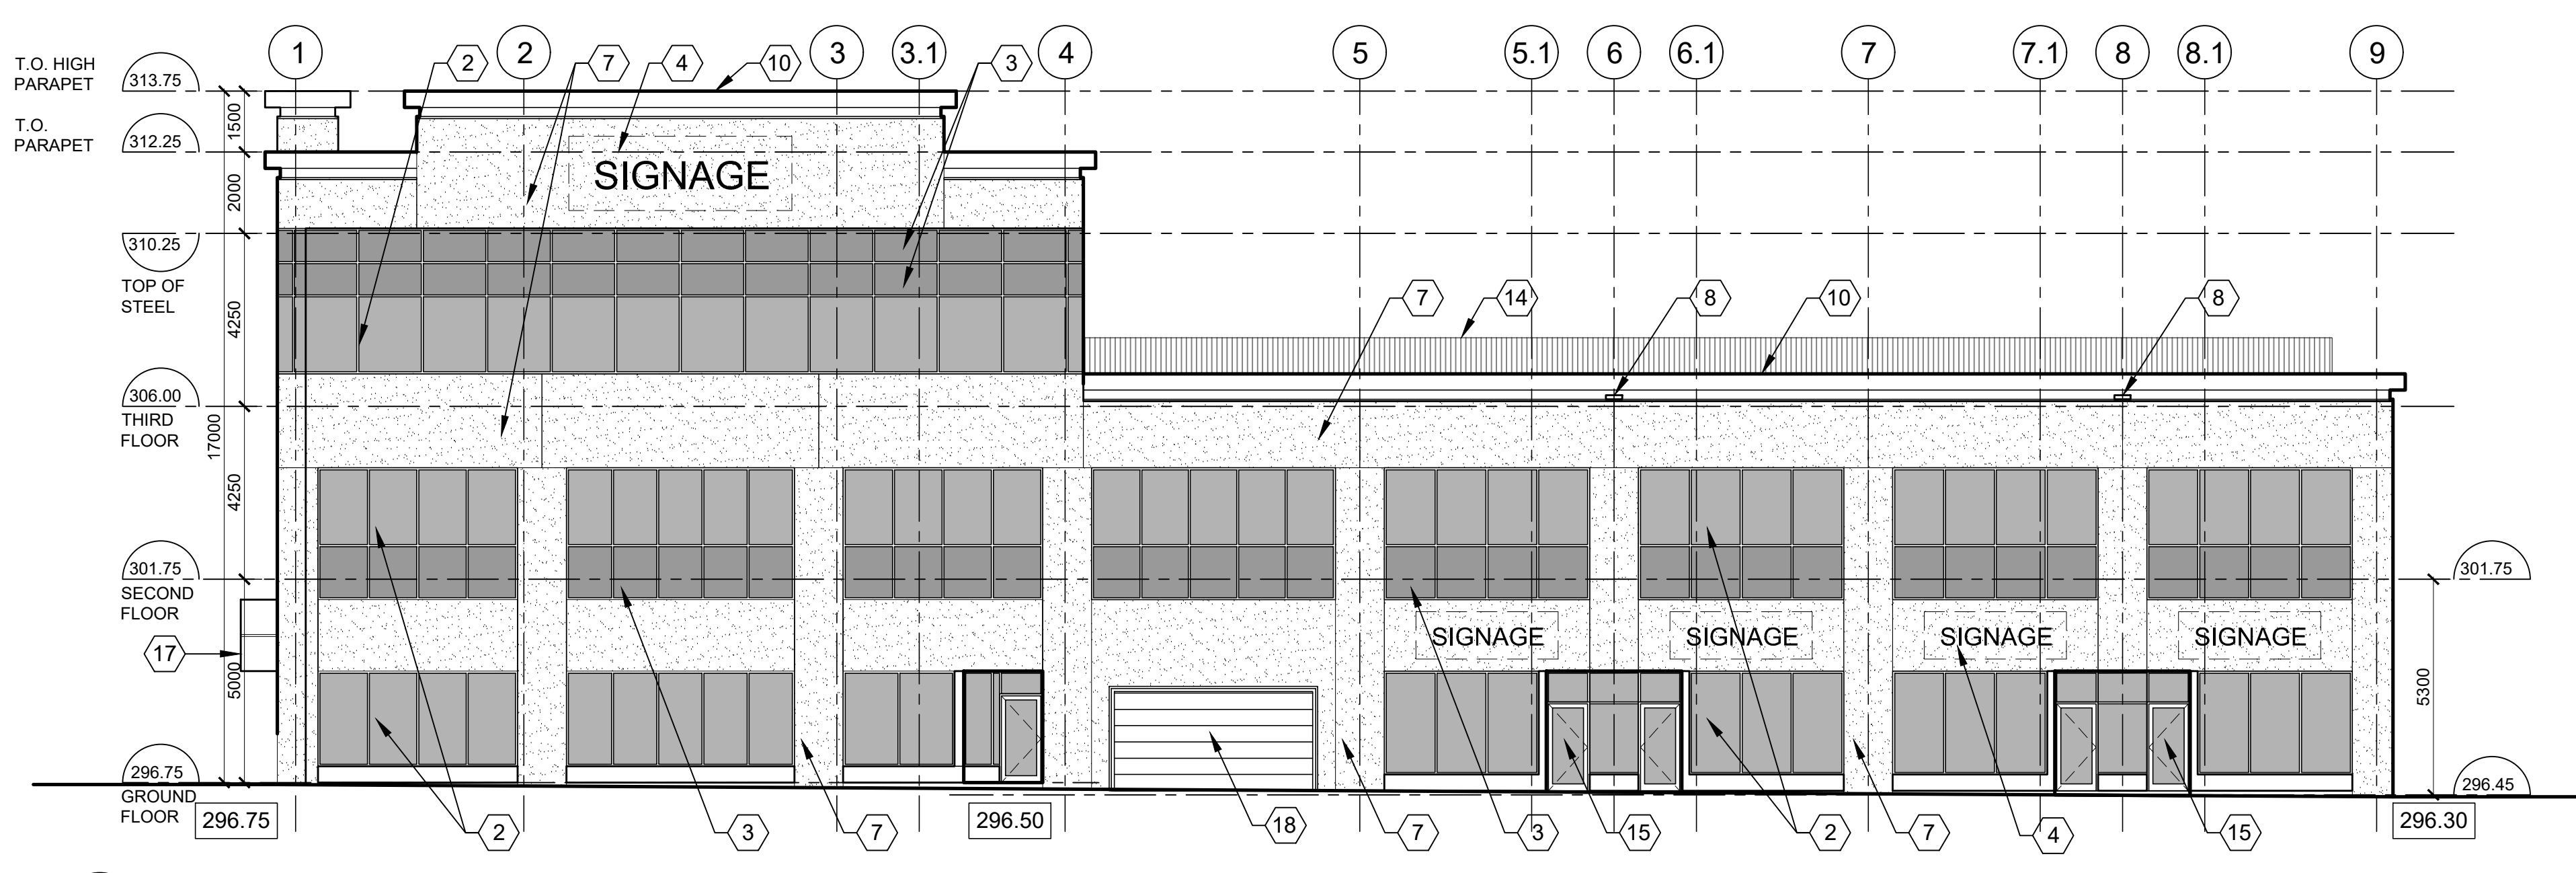 1 2 3 3.1 4 5 5.1 6 6.1 7 7.1 8 8.1 9
2 7 4 10 3
T.O. HIGH
PARAPET
313.75
1500
T.O.
PARAPET
312.25
SIGNAGE
2000
310.25
TOP OF
STEEL
4250
7 14 8 10 8
306.00
THIRD
FLOOR
17000
4250
301.75
SECOND
FLOOR
301.75
SIGNAGE SIGNAGE SIGNAGE SIGNAGE
17
5000
5300
296.75
GROUND
FLOOR
296.45
296.75 296.50 296.30
2 3 7 18 7 3 15 2 7 4 15